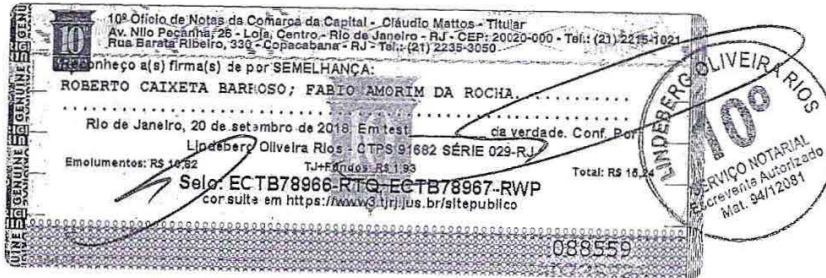 10º Ofício de Notas da Comarca da Capital - Cláudio Mattos - Titular
Av. Nilo Peçanha, 26 - Loja, Centro - Rio de Janeiro - RJ - CEP: 20020-000 - Tel.: (21) 2215-1021
Rua Barata Ribeiro, 330 - Copacabana - RJ - Tel.: (21) 2235-3050
Reconheço a(s) firma(s) de por SEMELHANÇA:
ROBERTO CAIXETA BARROSO; FABIO AMORIM DA ROCHA.
Rio de Janeiro, 20 de setembro de 2018. Em test da verdade. Conf. Por
Lindeberg Oliveira Rios - CTPS 91682 SÉRIE 029-RJ
Emolumentos: R$ TJ+Fundos: R$ 1,93 Total: R$
Selo: ECTB78966-RTQ, ECTB78967-RWP
consulte em https://www3.tjrj.jus.br/sitepublico
088559
10
GENUINE
LINDEBERG OLIVEIRA RIOS
10º
SERVIÇO NOTARIAL
Escrevente Autorizado
Mat. 94/12081